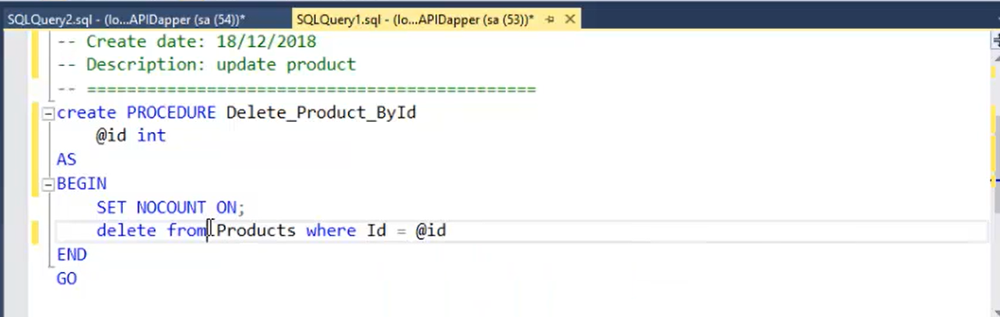 SQLQuery2.sql - (lo...APIDapper (sa (54))* SQLQuery1.sql - (lo...APIDapper (sa (53))*
-- Create date: 18/12/2018
-- Description: update product
-- =============================================
create PROCEDURE Delete_Product_ById
@id int
AS
BEGIN
SET NOCOUNT ON;
delete from Products where Id = @id
END
GO